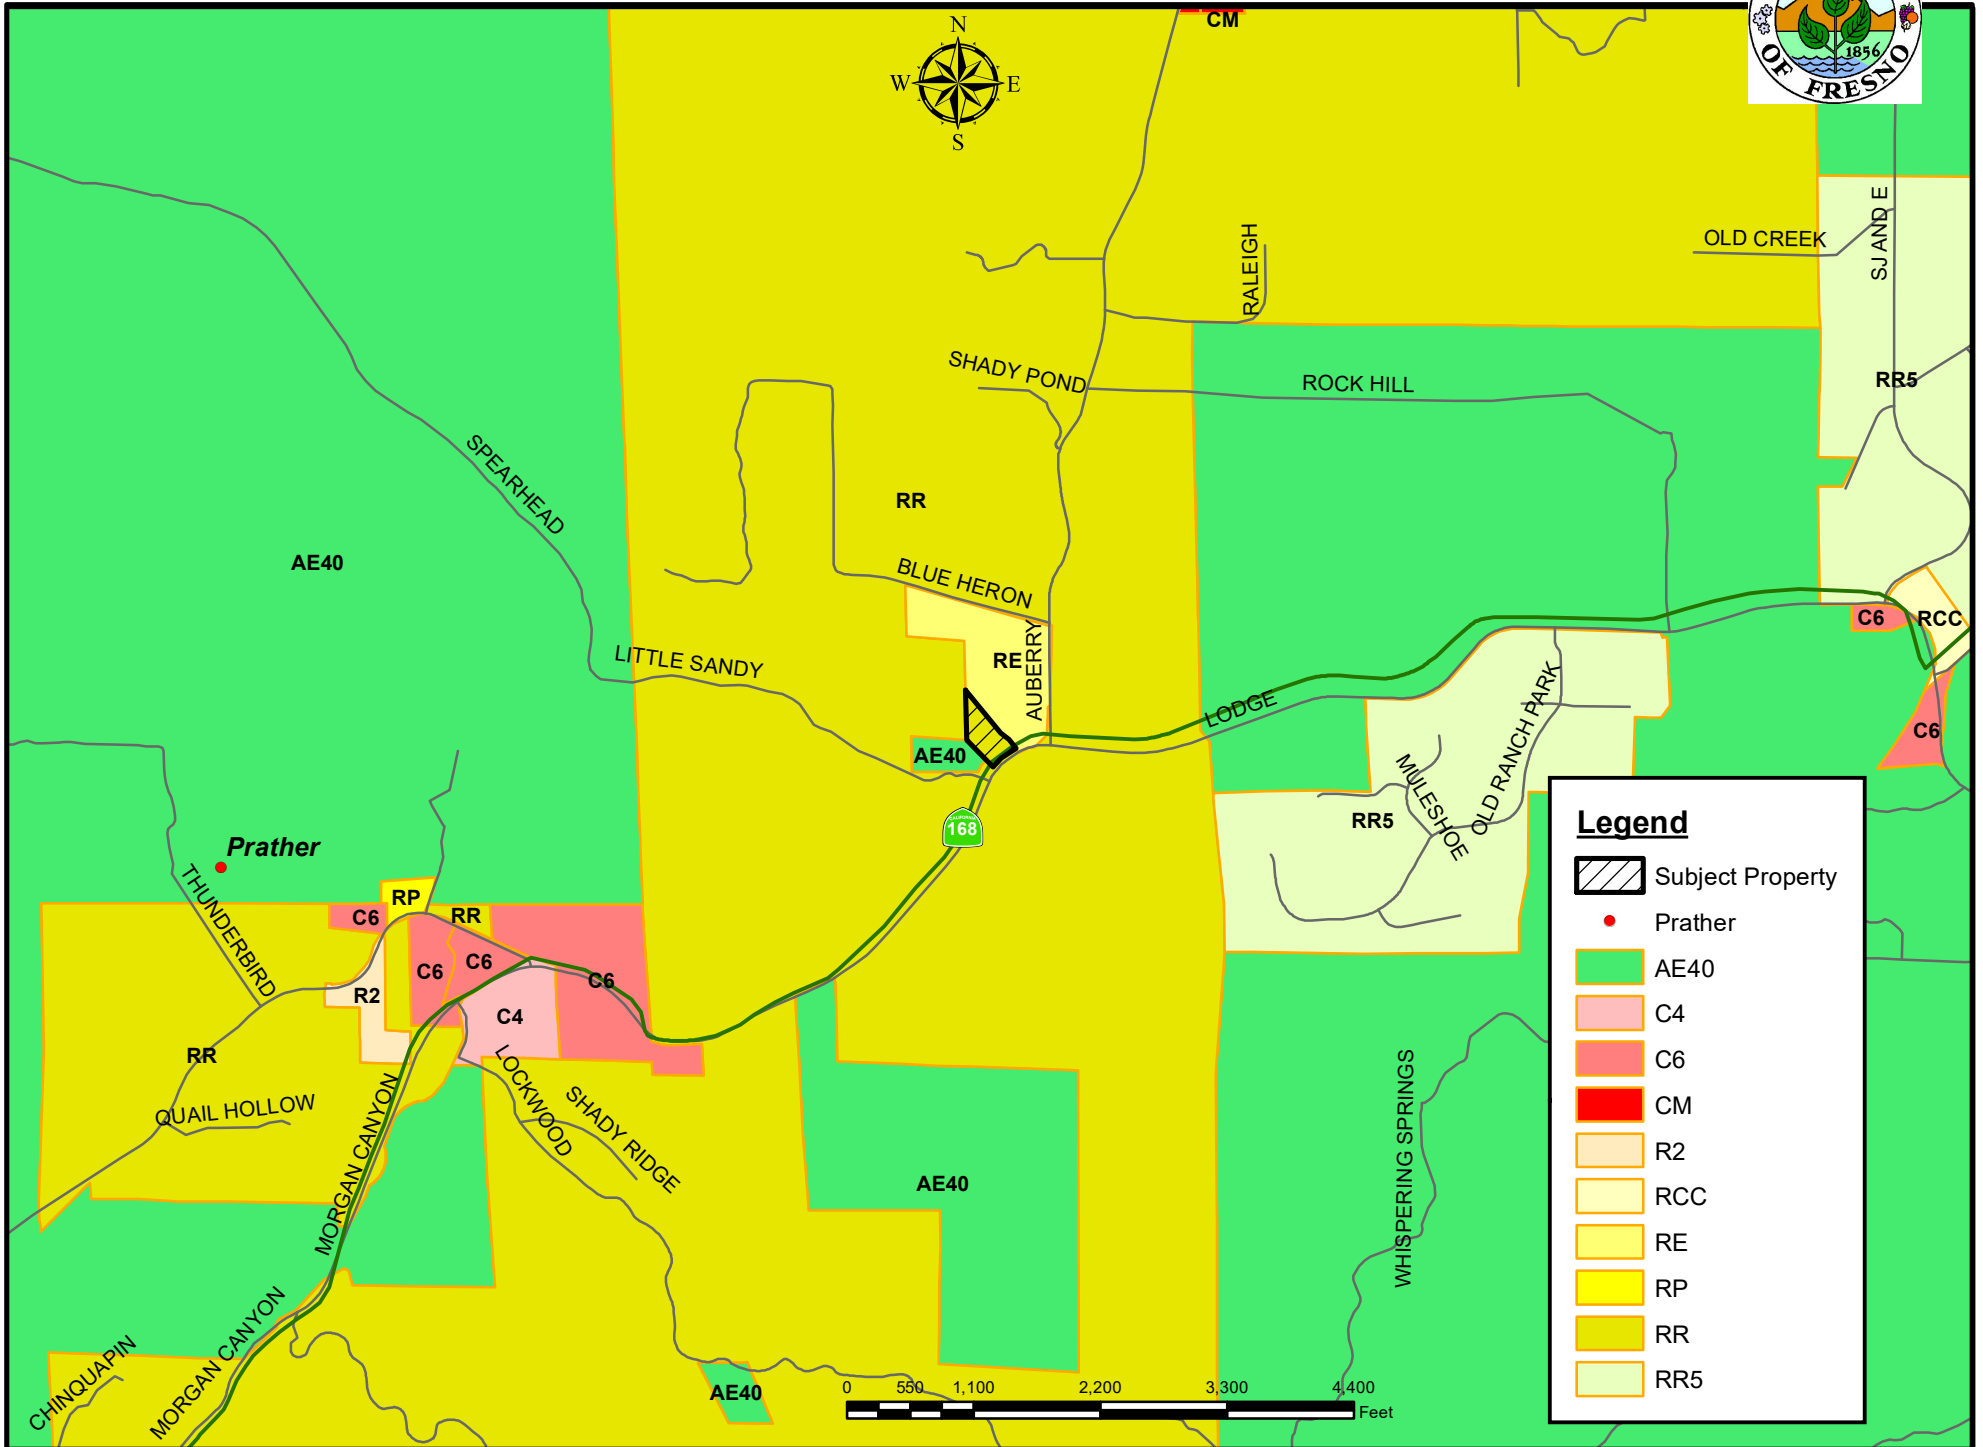 CM
N
W
E
S
1856
OF FRESNO
OLD CREEK
SJ AND E
RALEIGH
SHADY POND
ROCK HILL
RR5
SPEARHEAD
RR
AE40
BLUE HERON
C6
RCC
LITTLE SANDY
RE
AUBERRY
LODGE
OLD RANCH PARK
C6
AE40
MULESHOE
RR5
CALIFORNIA
168
Prather
THUNDERBIRD
RP
C6
RR
C6
C6
C6
R2
C4
RR
LOCKWOOD
SHADY RIDGE
QUAIL HOLLOW
MORGAN CANYON
WHISPERING SPRINGS
AE40
MORGAN CANYON
CHINQUAPIN
AE40
0 550 1,100 2,200 3,300 4,400
Feet
Legend
Subject Property
Prather
AE40
C4
C6
CM
R2
RCC
RE
RP
RR
RR5